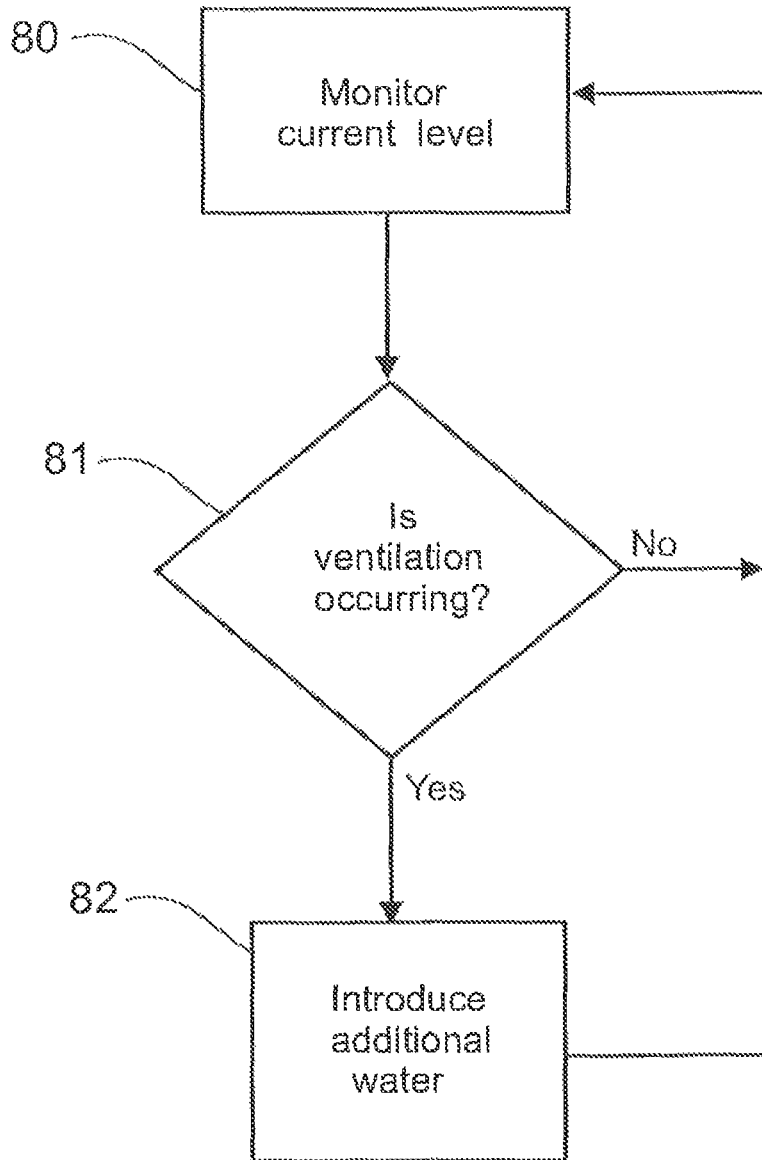 80
Monitor
current level
81
Is
ventilation
occurring?
No
Yes
82
Introduce
additional
water